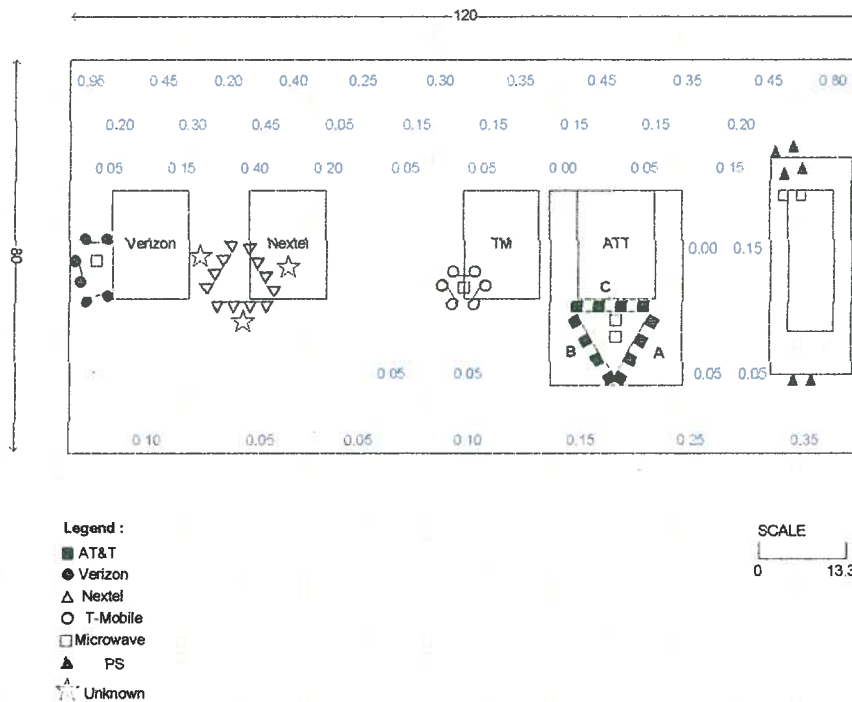 120
0.95 0.45 0.20 0.40 0.25 0.30 0.35 0.45 0.35 0.45 0.80
0.20 0.30 0.45 0.05 0.15 0.15 0.15 0.15 0.20
0.05 0.15 0.40 0.20 0.05 0.05 0.00 0.05 0.15
Verizon Nextel TM ATT 0.00 0.15
80
C
B A
0.05 0.05 0.05 0.05
0.10 0.05 0.05 0.10 0.15 0.25 0.35
Legend :
AT&T
Verizon
Nextel
T-Mobile
Microwave
PS
Unknown
SCALE
0 13.3